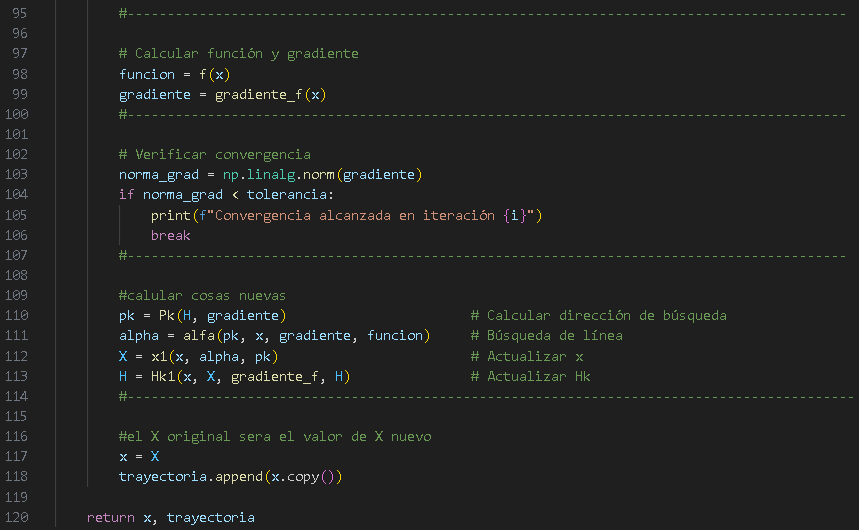 95 #------------------------------------------------------------------------------------------
96
97 # Calcular función y gradiente
98 funcion = f(x)
99 gradiente = gradiente_f(x)
100 #------------------------------------------------------------------------------------------
101
102 # Verificar convergencia
103 norma_grad = np.linalg.norm(gradiente)
104 if norma_grad < tolerancia:
105 print(f"Convergencia alcanzada en iteración {i}")
106 break
107 #------------------------------------------------------------------------------------------
108
109 #calular cosas nuevas
110 pk = Pk(H, gradiente) # Calcular dirección de búsqueda
111 alpha = alfa(pk, x, gradiente, funcion) # Búsqueda de línea
112 X = x1(x, alpha, pk) # Actualizar x
113 H = Hk1(x, X, gradiente_f, H) # Actualizar Hk
114 #-------------------------------------------------------------------------------------------
115
116 #el X original sera el valor de X nuevo
117 x = X
118 trayectoria.append(x.copy())
119
120 return x, trayectoria